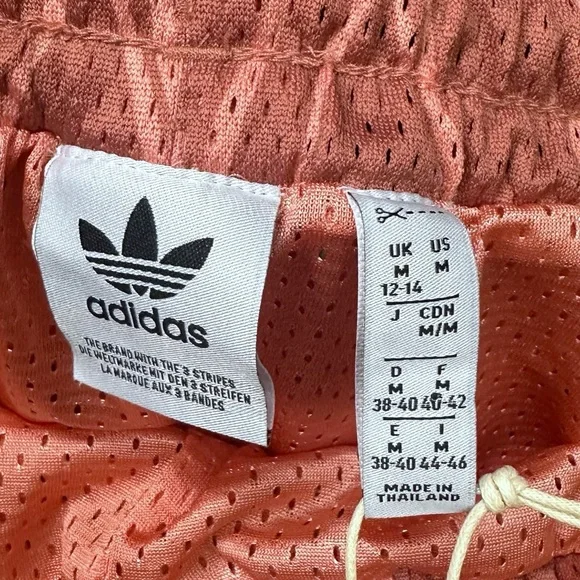 adidas
THE BRAND WITH THE 3 STRIPES
DIE WELTMARKE MIT DEN 3 STREIFEN
LA MARQUE AUX 3 BANDES
UK US
M M
12-14
J CDN
M/M
D F
M M
38-40 40-42
E I
M M
38-40 44-46
MADE IN
THAILAND